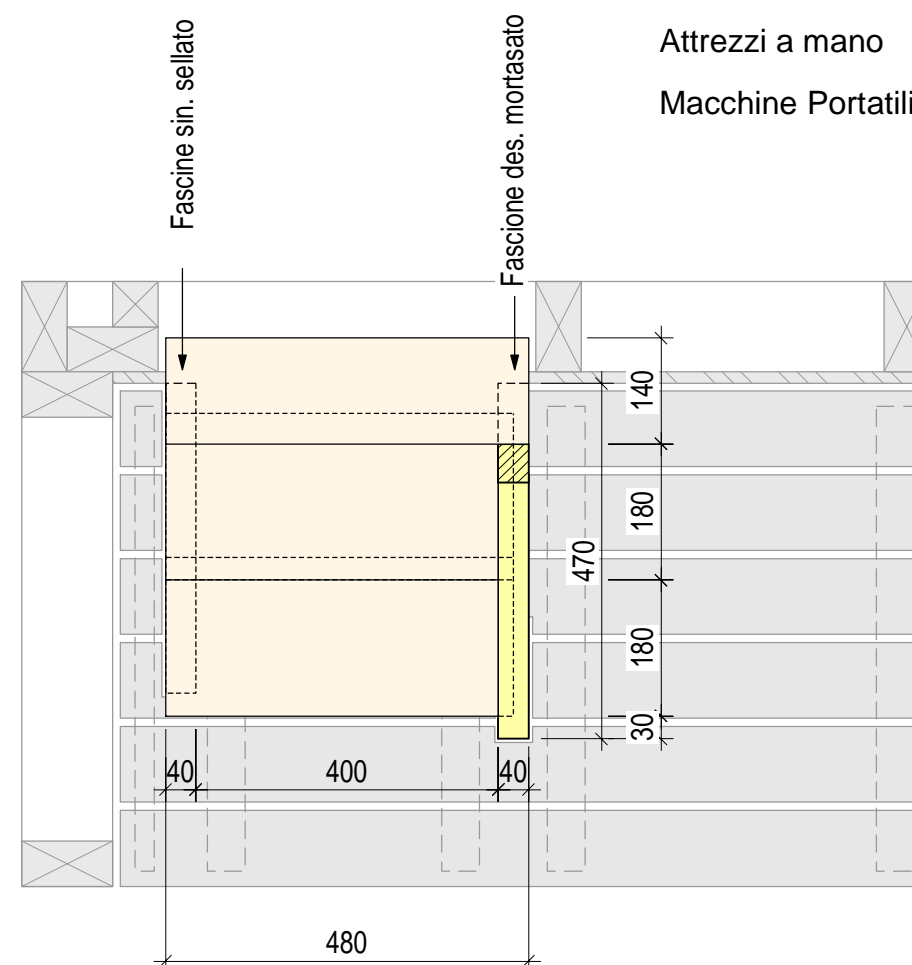 Attrezzi a mano
Macchine Portatili
Fascine sin. sellato
Fascione des. mortasato
140
180
470
180
30
40
400
40
480